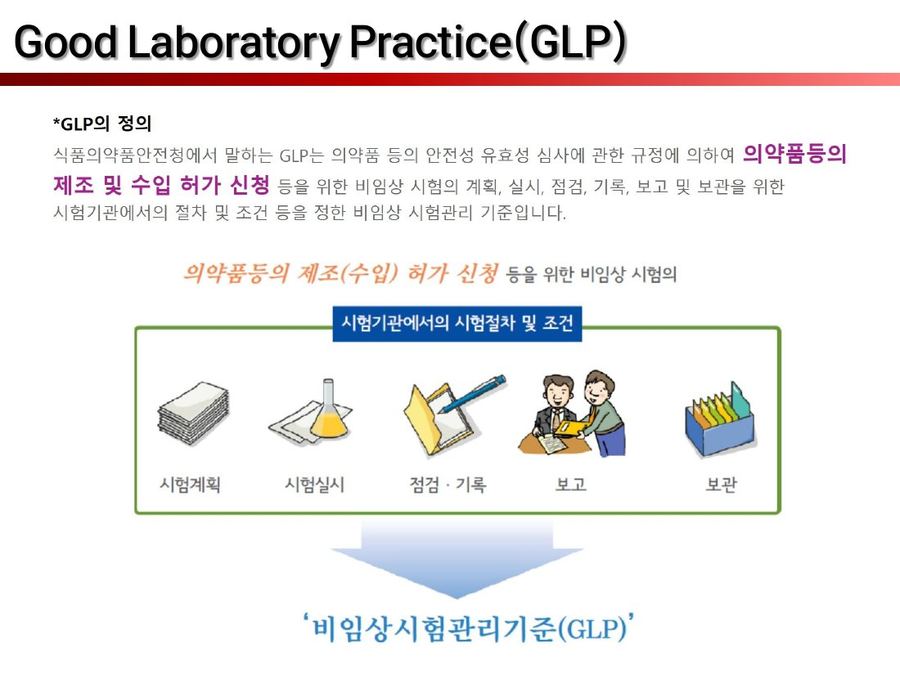 Good Laboratory Practice(GLP)
*GLP의 정의
식품의약품안전청에서 말하는 GLP는 의약품 등의 안전성 유효성 심사에 관한 규정에 의하여 의약품등의
제조 및 수입 허가 신청 등을 위한 비임상 시험의 계획, 실시, 점검, 기록, 보고 및 보관을 위한
시험기관에서의 절차 및 조건 등을 정한 비임상 시험관리 기준입니다.
의약품등의 제조(수입) 허가 신청 등을 위한 비임상 시험의
시험기관에서의 시험절차 및 조건
시험계획 시험실시 점검 · 기록 보고 보관
‘비임상시험관리기준(GLP)’